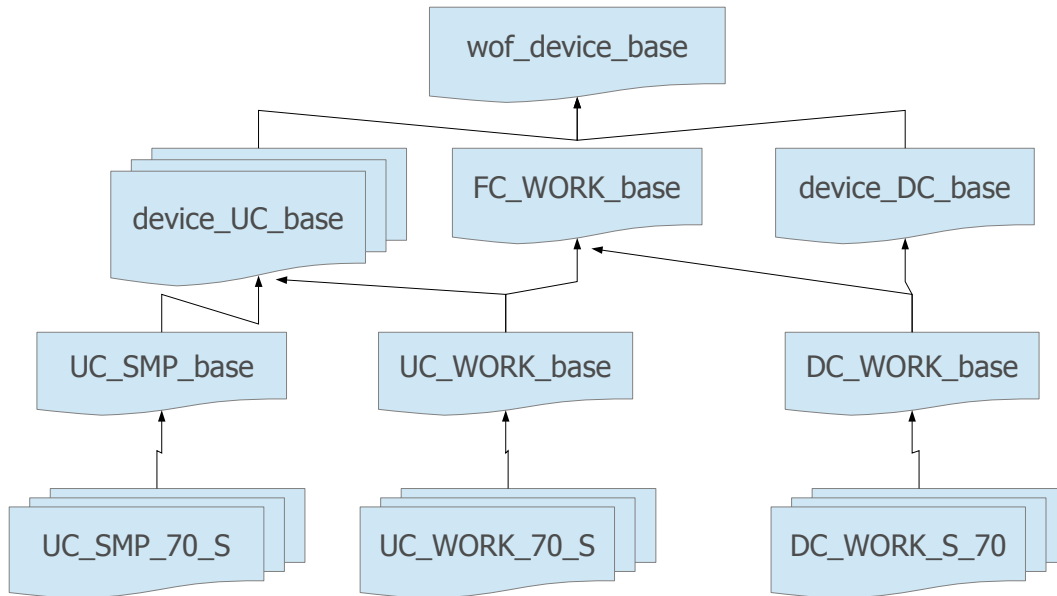 wof_device_base
device_UC_base
FC_WORK_base
device_DC_base
UC_SMP_base
UC_WORK_base
DC_WORK_base
UC_SMP_70_S
UC_WORK_70_S
DC_WORK_S_70